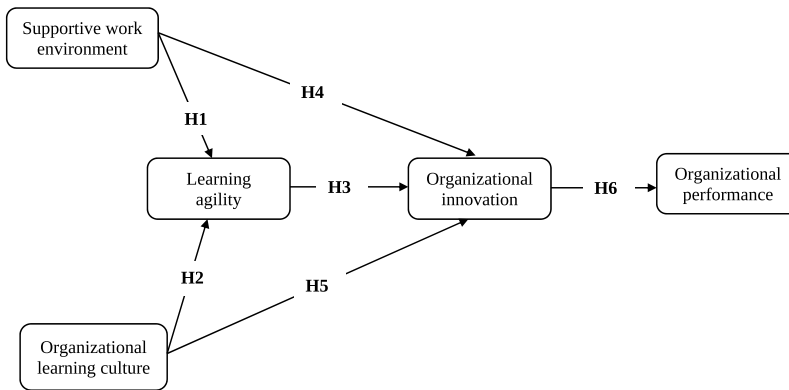 Supportive work
environment
H4
H1
Learning
agility
H3
Organizational
innovation
H6
Organizational
performance
H2
H5
Organizational
learning culture